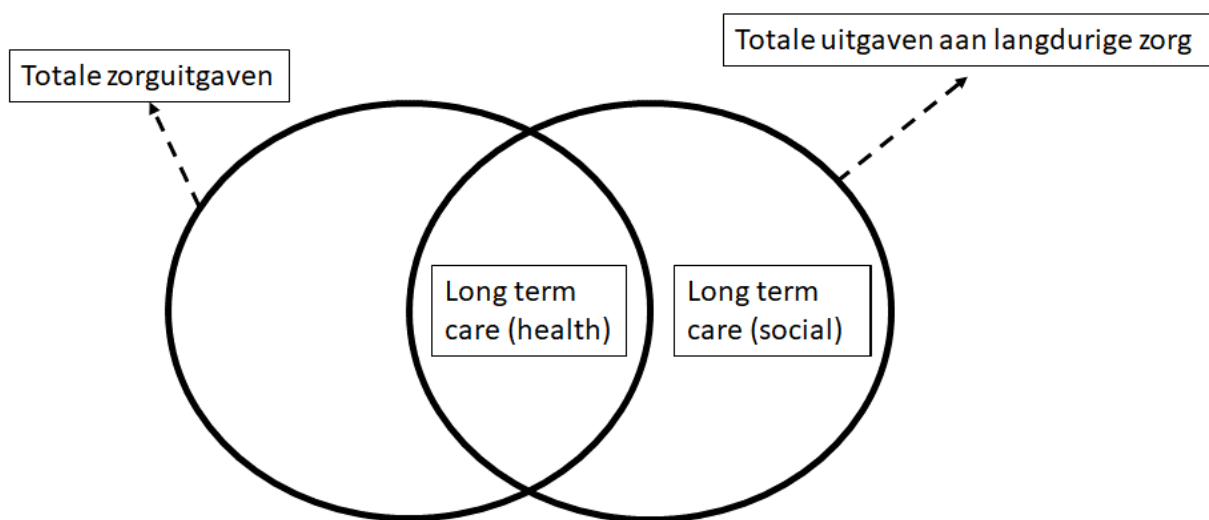 Totale uitgaven aan langdurige zorg
Totale zorguitgaven
Long term
care (health)
Long term
care (social)